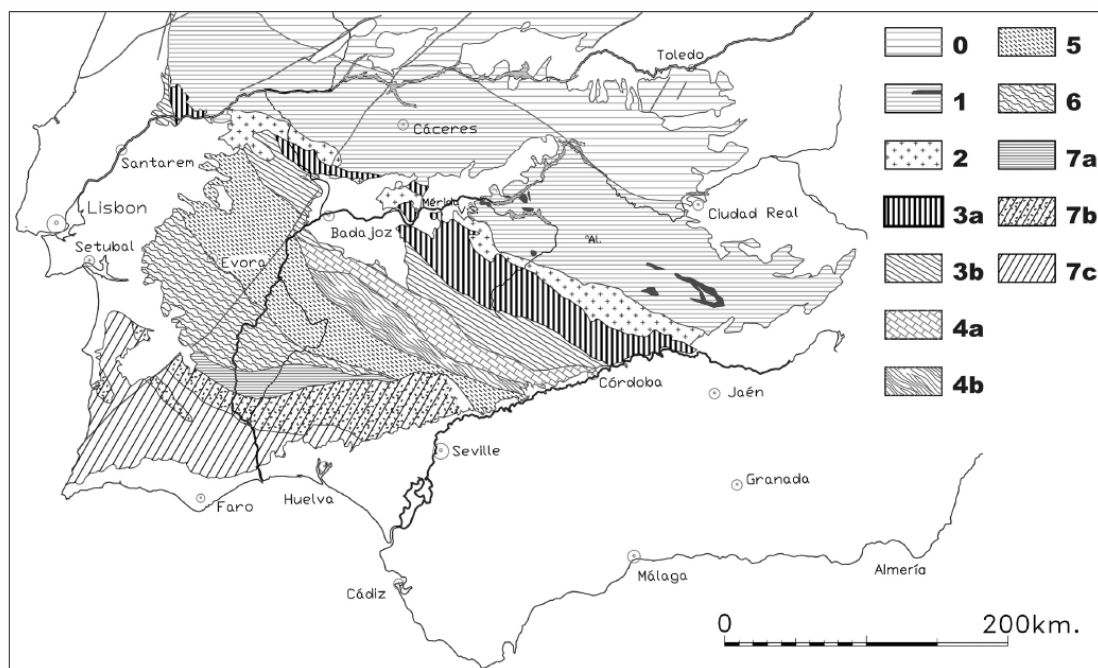 Toledo
0
5
1
6
Cáceres
Santarem
2
7a
Mérida
Lisbon
Ciudad Real
Badajoz
3a
7b
Setubal
Evora
"Al.
3b
7c
4a
Córdoba
4b
Jaén
Seville
Granada
Faro
Huelva
Málaga
Almería
Cádiz
0
200km.